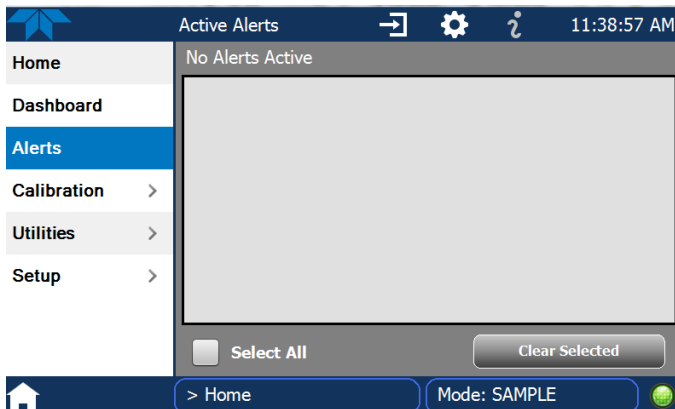 Active Alerts
11:38:57 AM
Home
Dashboard
Alerts
Calibration
Utilities
Setup
No Alerts Active
Select All
Clear Selected
> Home
Mode: SAMPLE